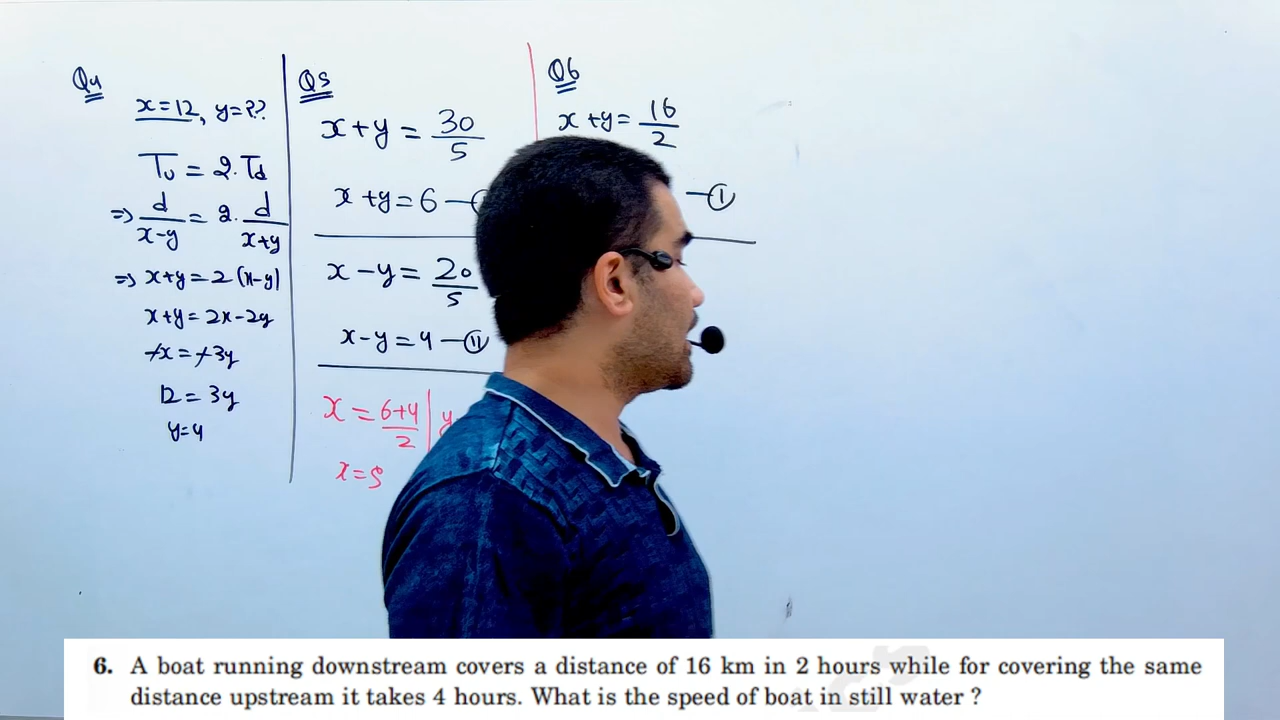 Q4
x=12, y=??
Tu = 2.Td
=> d/x-y = 2. d/x+y
=> x+y=2(x-y)
x+y=2x-2y
-x=-3y
12=3y
y=4
Q5
x+y = 30/5
x+y=6 —
x-y = 20/5
x-y=4 —(II)
x = 6+4/2 | y
x=5
Q6
x+y= 16/2
—(I)
6. A boat running downstream covers a distance of 16 km in 2 hours while for covering the same
distance upstream it takes 4 hours. What is the speed of boat in still water ?